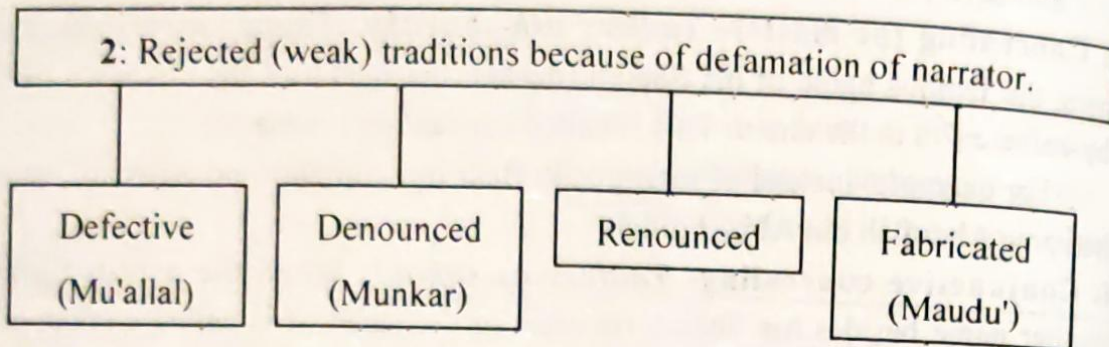 2: Rejected (weak) traditions because of defamation of narrator.
Defective
(Mu'allal)
Denounced
(Munkar)
Renounced
Fabricated
(Maudu')